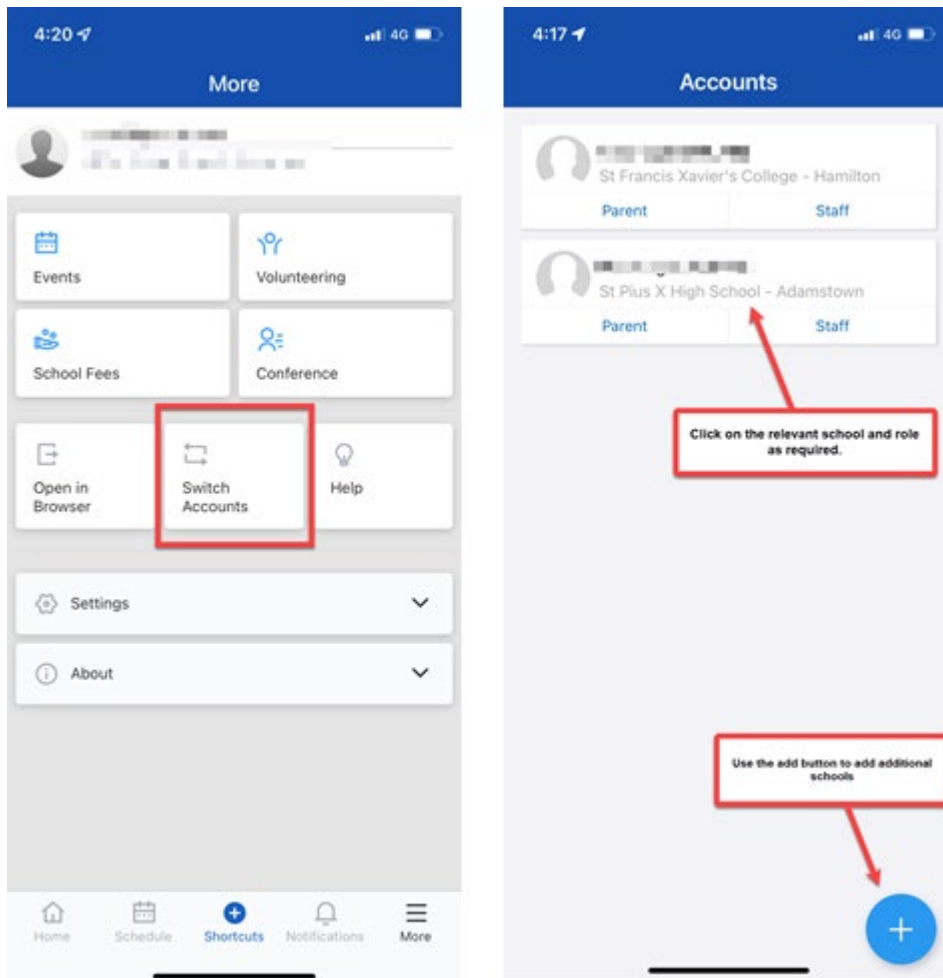 4:20
4G
More
Events
Volunteering
School Fees
Conference
Open in
Browser
Switch
Accounts
Help
Settings
About
Home
Schedule
Shortcuts
Notifications
More
4:17
4G
Accounts
St Francis Xavier's College - Hamilton
Parent
Staff
St Pius X High School - Adamstown
Parent
Staff
Click on the relevant school and role
as required.
Use the add button to add additional
schools